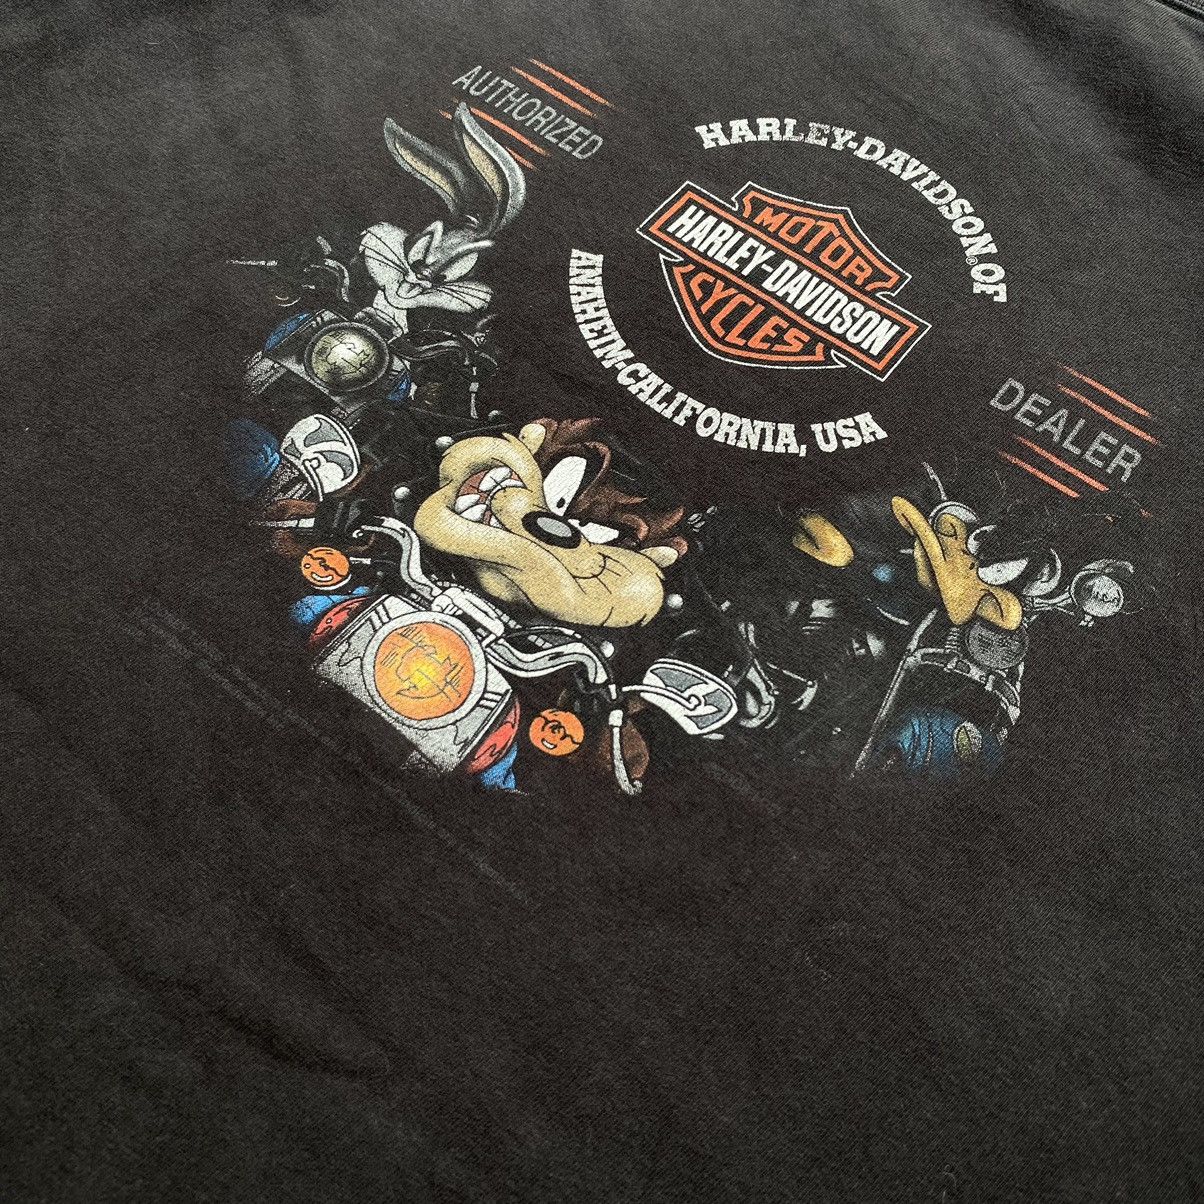 AUTHORIZED
HARLEY-DAVIDSON® OF
MOTOR
HARLEY-DAVIDSON
CYCLES
ANAHEIM-CALIFORNIA, USA
DEALER